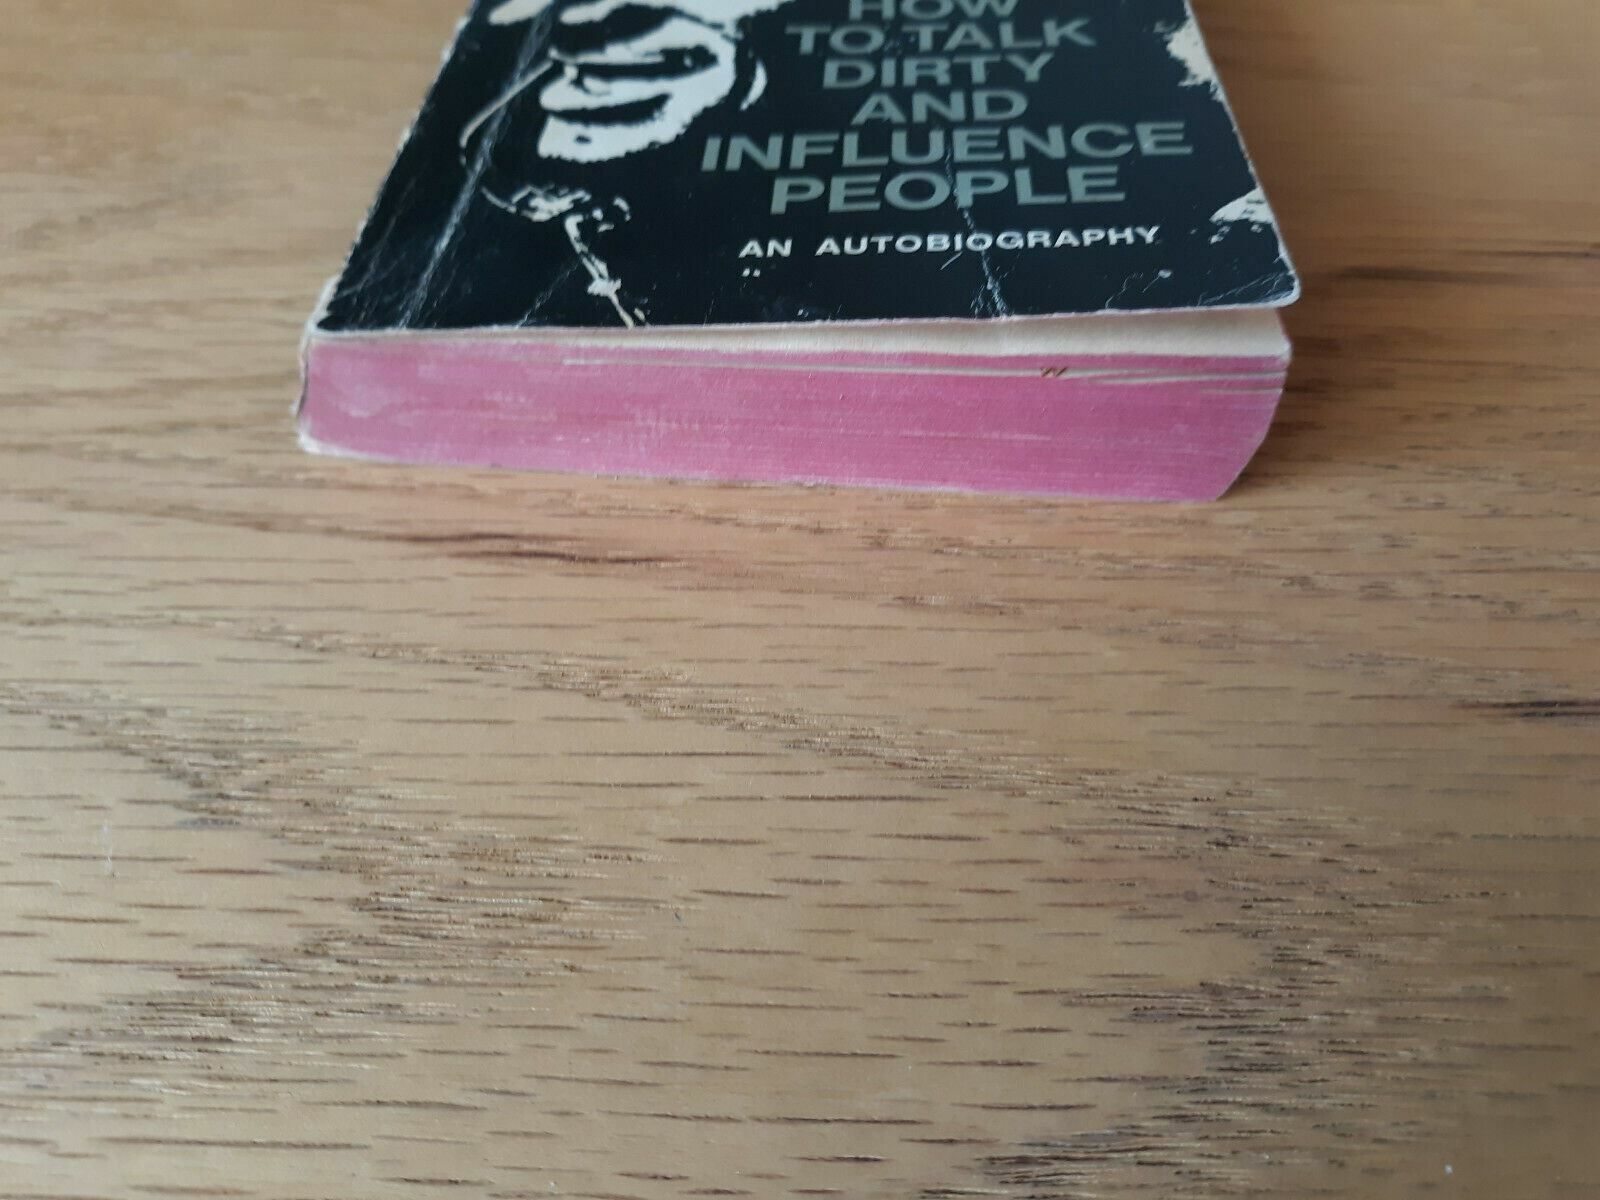 HOW
TO TALK
DIRTY
AND
INFLUENCE
PEOPLE
AN AUTOBIOGRAPHY